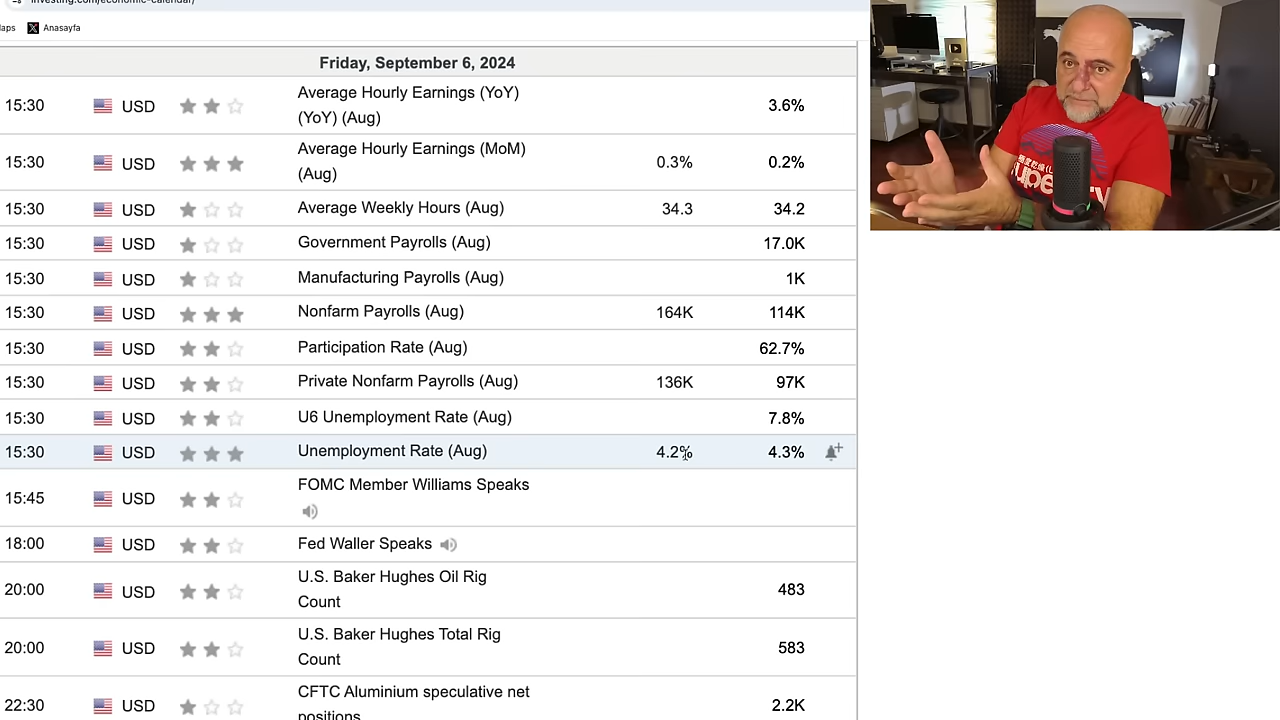 investing.com/economic-calendar/
Anasayfa
Friday, September 6, 2024
15:30 USD Average Hourly Earnings (YoY) (YoY) (Aug) 3.6%
15:30 USD Average Hourly Earnings (MoM) (Aug) 0.3% 0.2%
15:30 USD Average Weekly Hours (Aug) 34.3 34.2
15:30 USD Government Payrolls (Aug) 17.0K
15:30 USD Manufacturing Payrolls (Aug) 1K
15:30 USD Nonfarm Payrolls (Aug) 164K 114K
15:30 USD Participation Rate (Aug) 62.7%
15:30 USD Private Nonfarm Payrolls (Aug) 136K 97K
15:30 USD U6 Unemployment Rate (Aug) 7.8%
15:30 USD Unemployment Rate (Aug) 4.2% 4.3%
15:45 USD FOMC Member Williams Speaks
18:00 USD Fed Waller Speaks
20:00 USD U.S. Baker Hughes Oil Rig Count 483
20:00 USD U.S. Baker Hughes Total Rig Count 583
22:30 USD CFTC Aluminium speculative net positions 2.2K